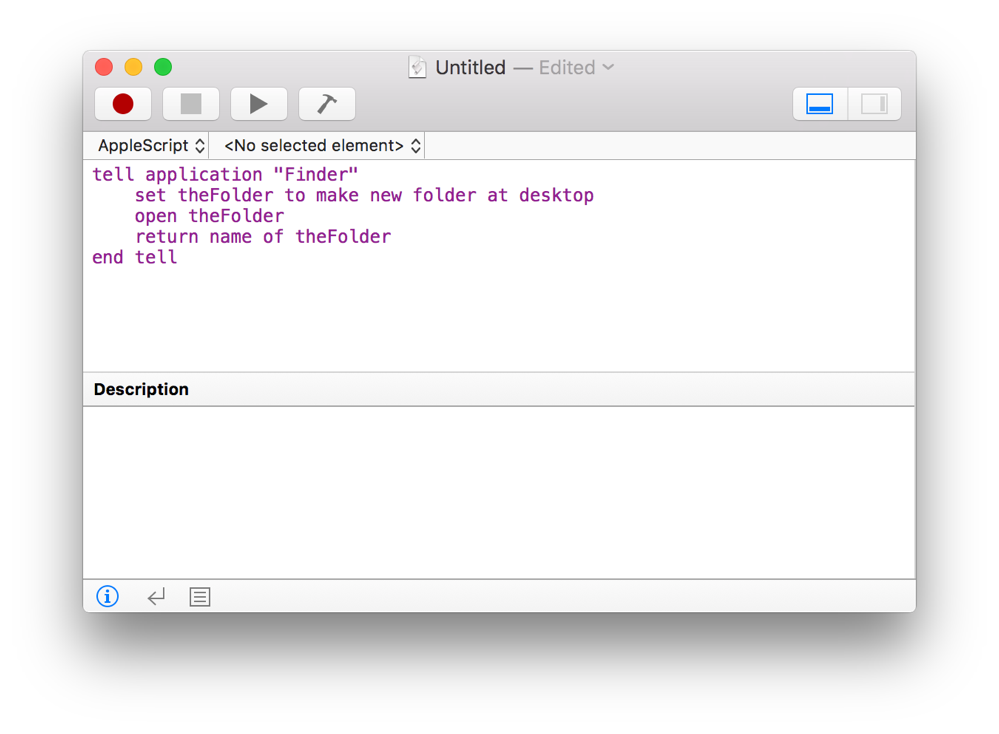 Untitled — Edited
AppleScript <No selected element>
tell application "Finder"
    set theFolder to make new folder at desktop
    open theFolder
    return name of theFolder
end tell
Description